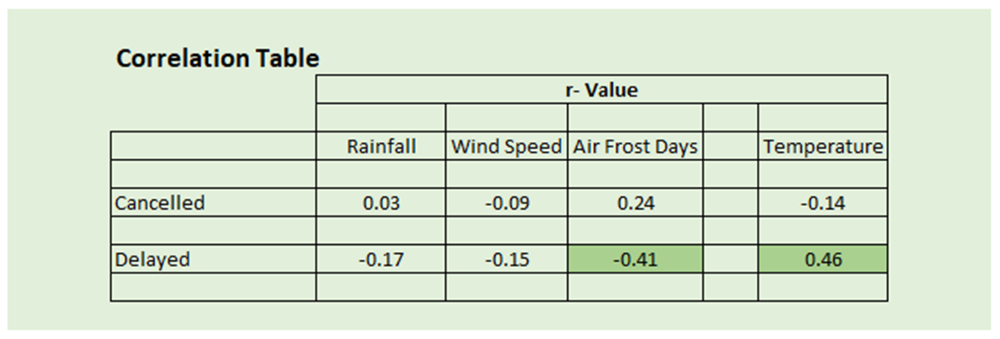 Correlation Table
r- Value
Rainfall Wind Speed Air Frost Days Temperature
Cancelled 0.03 -0.09 0.24 -0.14
Delayed -0.17 -0.15 -0.41 0.46